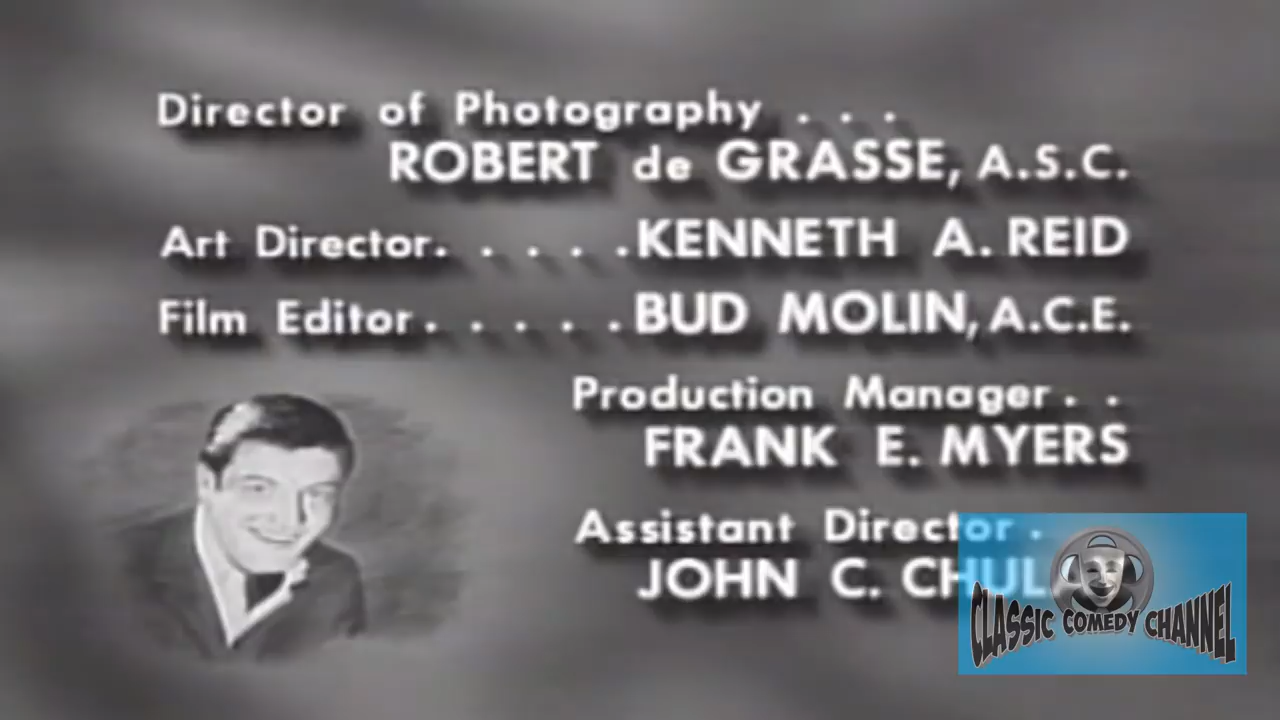 Director of Photography . . .
ROBERT de GRASSE, A.S.C.
Art Director. . . . . KENNETH A. REID
Film Editor . . . . . BUD MOLIN, A.C.E.
Production Manager . .
FRANK E. MYERS
Assistant Director .
JOHN C.
CLASSIC COMEDY CHANNEL